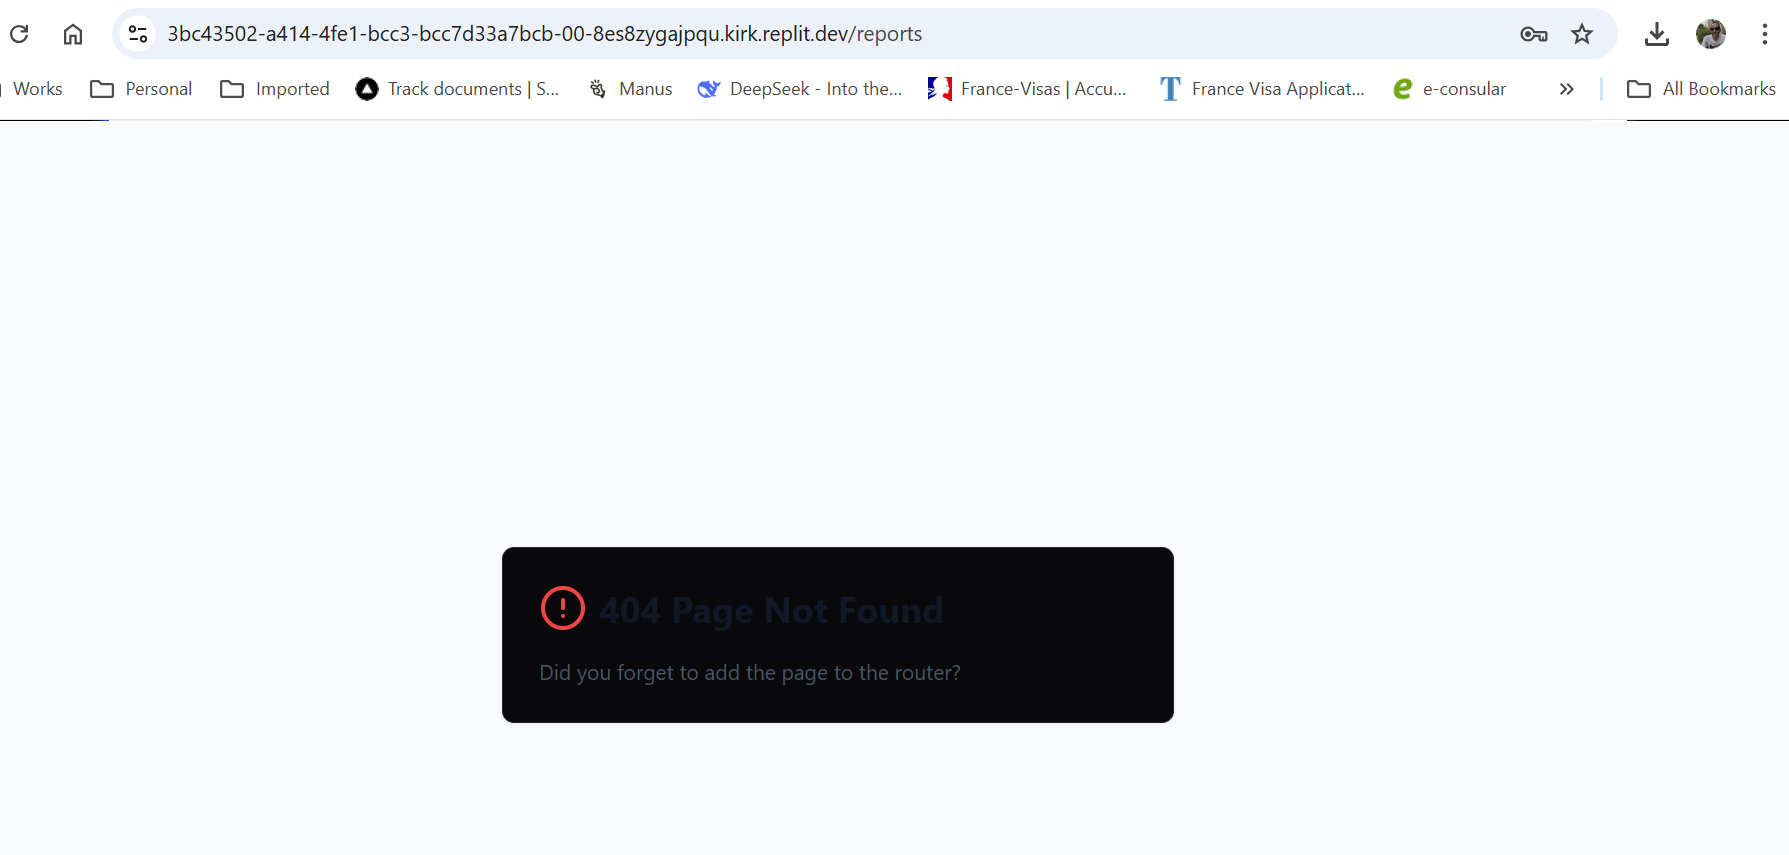 3bc43502-a414-4fe1-bcc3-bcc7d33a7bcb-00-8es8zygajpqu.kirk.replit.dev/reports
Works Personal Imported Track documents | S... Manus DeepSeek - Into the... France-Visas | Accu... France Visa Applicat... e-consular » All Bookmarks
404 Page Not Found
Did you forget to add the page to the router?